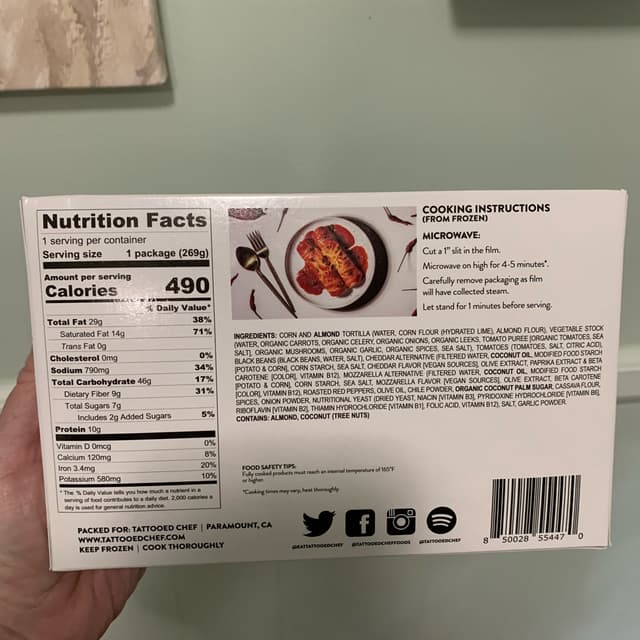 Nutrition Facts
1 serving per container
Serving size 1 package (269g)
Amount per serving
Calories 490
% Daily Value*
Total Fat 29g 38%
Saturated Fat 14g 71%
Trans Fat 0g
Cholesterol 0mg 0%
Sodium 790mg 34%
Total Carbohydrate 46g 17%
Dietary Fiber 9g 31%
Total Sugars 7g
Includes 2g Added Sugars 5%
Protein 10g
Vitamin D 0mcg 0%
Calcium 120mg 8%
Iron 3.4mg 20%
Potassium 580mg 10%
* The % Daily Value tells you how much a nutrient in a
serving of food contributes to a daily diet. 2,000 calories a
day is used for general nutrition advice.
PACKED FOR: TATTOOED CHEF | PARAMOUNT, CA
WWW.TATTOOEDCHEF.COM
KEEP FROZEN | COOK THOROUGHLY
COOKING INSTRUCTIONS
(FROM FROZEN)
MICROWAVE:
Cut a 1" slit in the film.
Microwave on high for 4-5 minutes*.
Carefully remove packaging as film
will have collected steam.
Let stand for 1 minutes before serving.
INGREDIENTS: CORN AND ALMOND TORTILLA (WATER, CORN FLOUR (HYDRATED LIME), ALMOND FLOUR), VEGETABLE STOCK
(WATER, ORGANIC CARROTS, ORGANIC CELERY, ORGANIC ONIONS, ORGANIC LEEKS, TOMATO PUREE [ORGANIC TOMATOES, SEA
SALT], ORGANIC MUSHROOMS, ORGANIC GARLIC, ORGANIC SPICES, SEA SALT), TOMATOES (TOMATOES, SALT, CITRIC ACID),
BLACK BEANS (BLACK BEANS, WATER, SALT), CHEDDAR ALTERNATIVE (FILTERED WATER, COCONUT OIL, MODIFIED FOOD STARCH
[POTATO & CORN], CORN STARCH, SEA SALT, CHEDDAR FLAVOR [VEGAN SOURCES], OLIVE EXTRACT, PAPRIKA EXTRACT & BETA
CAROTENE [COLOR], VITAMIN B12), MOZZARELLA ALTERNATIVE (FILTERED WATER, COCONUT OIL, MODIFIED FOOD STARCH
[POTATO & CORN], CORN STARCH, SEA SALT, MOZZARELLA FLAVOR [VEGAN SOURCES], OLIVE EXTRACT, BETA CAROTENE
[COLOR], VITAMIN B12), ROASTED RED PEPPERS, OLIVE OIL, CHILE POWDER, ORGANIC COCONUT PALM SUGAR, CASSAVA FLOUR,
SPICES, ONION POWDER, NUTRITIONAL YEAST (DRIED YEAST, NIACIN [VITAMIN B3], PYRIDOXINE HYDROCHLORIDE [VITAMIN B6],
RIBOFLAVIN [VITAMIN B2], THIAMIN HYDROCHLORIDE [VITAMIN B1], FOLIC ACID, VITAMIN B12), SALT, GARLIC POWDER.
CONTAINS: ALMOND, COCONUT (TREE NUTS)
FOOD SAFETY TIPS:
Fully cooked products must reach an internal temperature of 165°F
or higher.
*Cooking times may vary, heat thoroughly.
@EATTATTOOEDCHEF @TATTOOEDCHEFFOODS @TATTOOEDCHEF
8 50028 55447 0